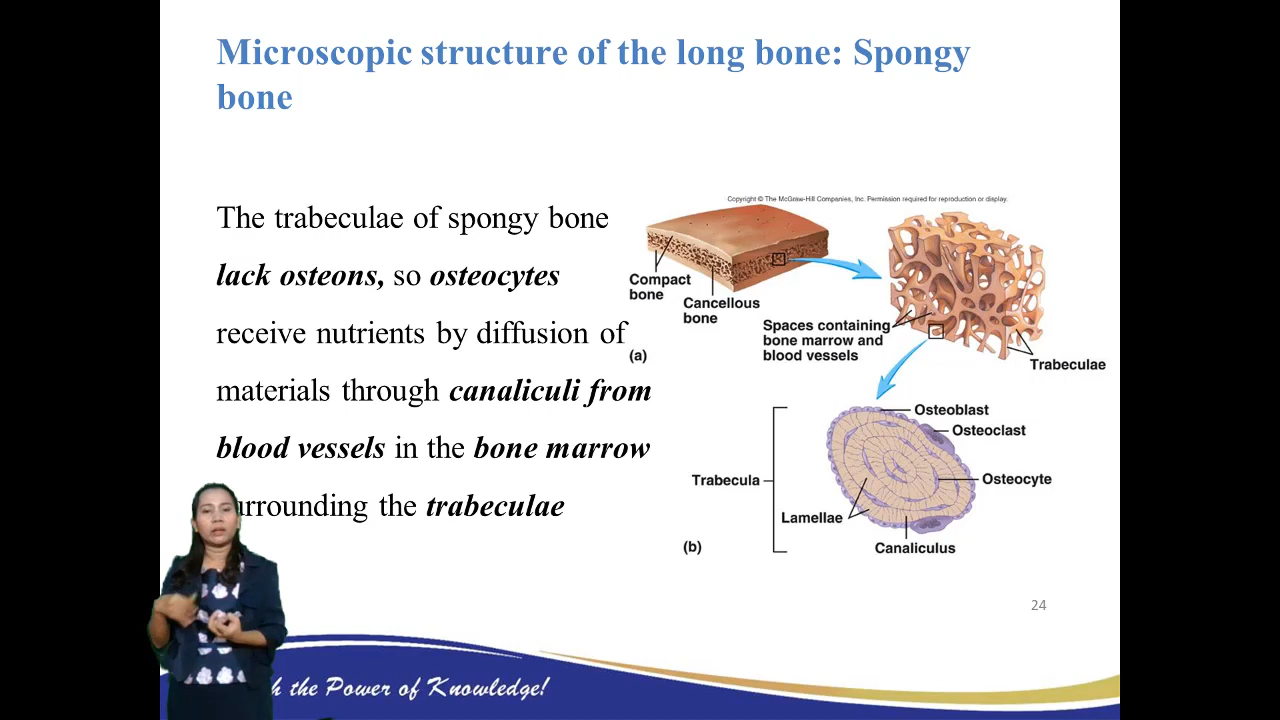 Microscopic structure of the long bone: Spongy
bone
The trabeculae of spongy bone
lack osteons, so osteocytes
receive nutrients by diffusion of
materials through canaliculi from
blood vessels in the bone marrow
urrounding the trabeculae
Copyright © The McGraw-Hill Companies, Inc. Permission required for reproduction or display.
Compact
bone
Cancellous
bone
Spaces containing
bone marrow and
blood vessels
(a)
Trabeculae
Osteoblast
Osteoclast
Trabecula
Osteocyte
Lamellae
Canaliculus
(b)
24
the Power of Knowledge!